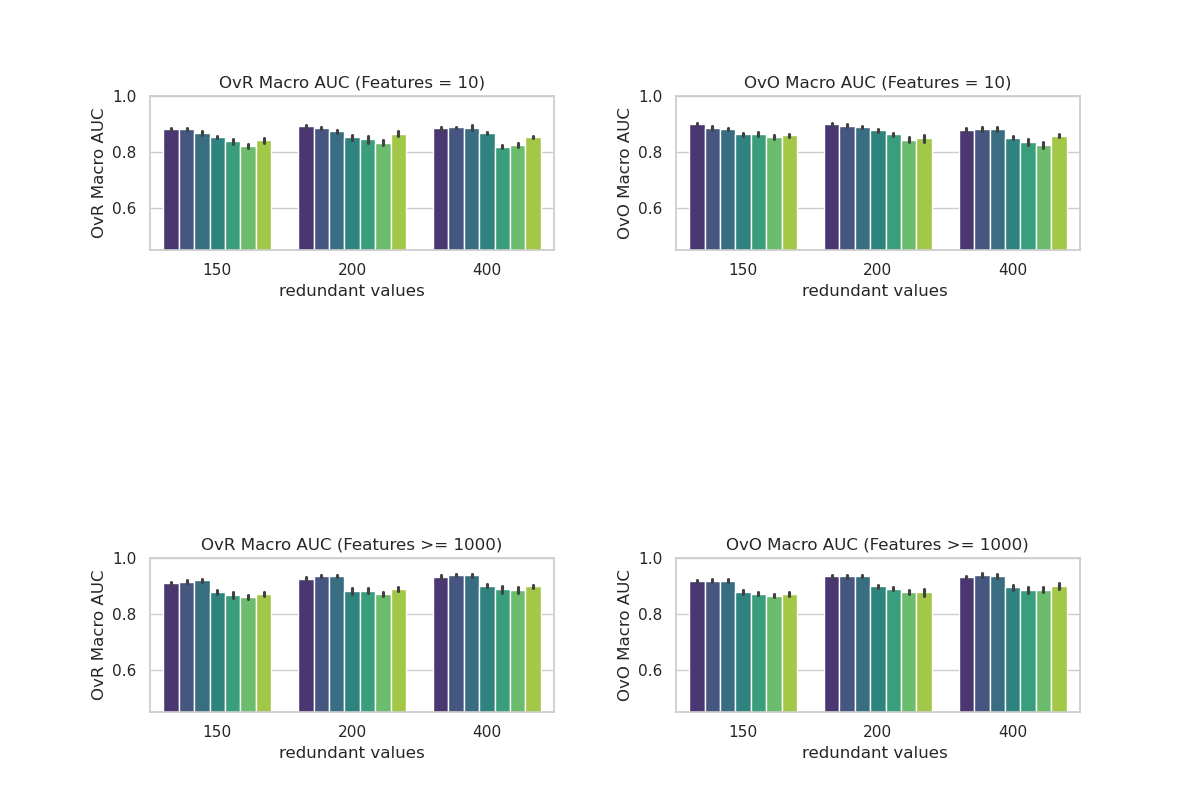 OvR Macro AUC (Features = 10)
OvR Macro AUC
1.0
0.8
0.6
150 200 400
redundant values
OvO Macro AUC (Features = 10)
OvO Macro AUC
1.0
0.8
0.6
150 200 400
redundant values
OvR Macro AUC (Features >= 1000)
OvR Macro AUC
1.0
0.8
0.6
150 200 400
redundant values
OvO Macro AUC (Features >= 1000)
OvO Macro AUC
1.0
0.8
0.6
150 200 400
redundant values